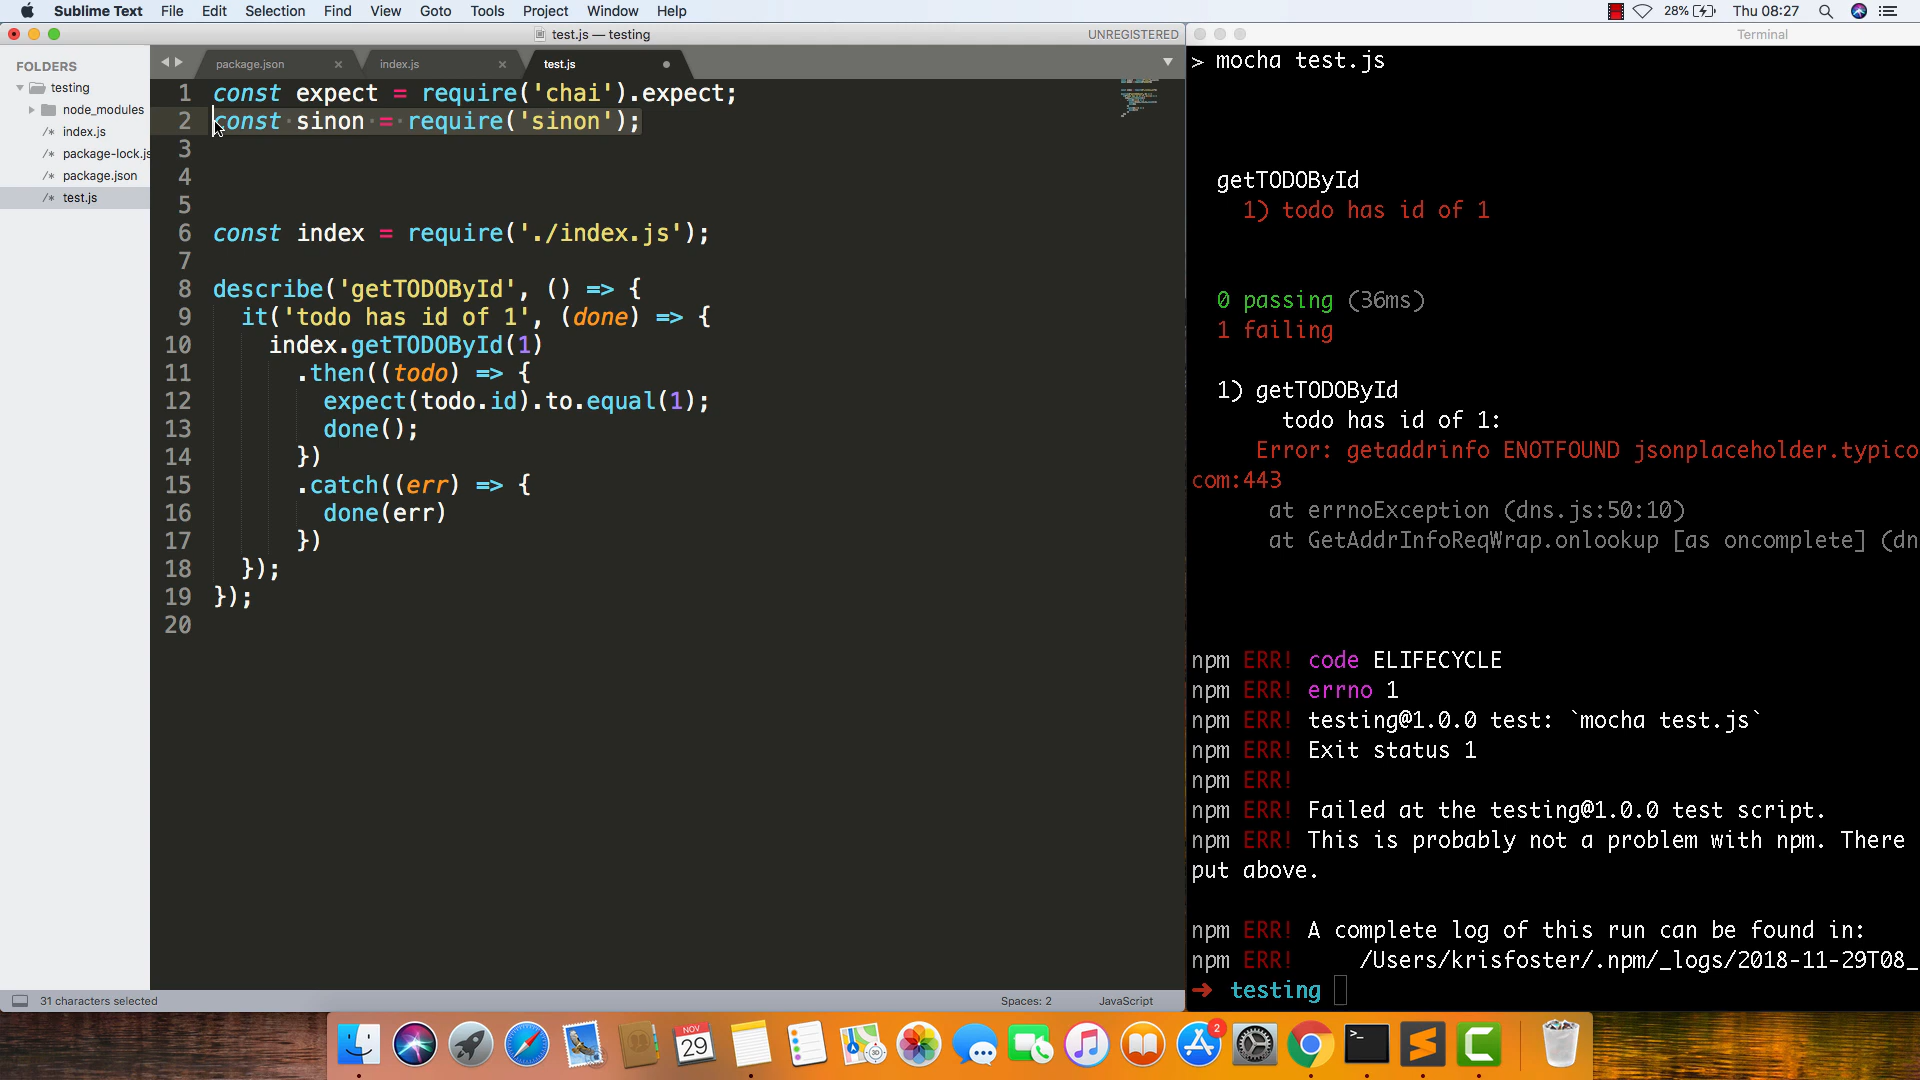 Sublime Text File Edit Selection Find View Goto Tools Project Window Help 28% Thu 08:27
test.js — testing UNREGISTERED
Terminal
FOLDERS
testing
node_modules
index.js
package-lock.js
package.json
test.js
package.json index.js test.js
1 const expect = require('chai').expect;
2 const sinon = require('sinon');
3
4
5
6 const index = require('./index.js');
7
8 describe('getTODOById', () => {
9 it('todo has id of 1', (done) => {
10 index.getTODOById(1)
11 .then((todo) => {
12 expect(todo.id).to.equal(1);
13 done();
14 })
15 .catch((err) => {
16 done(err)
17 })
18 });
19 });
20
31 characters selected Spaces: 2 JavaScript
> mocha test.js
getTODOById
1) todo has id of 1
0 passing (36ms)
1 failing
1) getTODOById
todo has id of 1:
Error: getaddrinfo ENOTFOUND jsonplaceholder.typico
com:443
at errnoException (dns.js:50:10)
at GetAddrInfoReqWrap.onlookup [as oncomplete] (dn
npm ERR! code ELIFECYCLE
npm ERR! errno 1
npm ERR! testing@1.0.0 test: `mocha test.js`
npm ERR! Exit status 1
npm ERR!
npm ERR! Failed at the testing@1.0.0 test script.
npm ERR! This is probably not a problem with npm. There
put above.
npm ERR! A complete log of this run can be found in:
npm ERR! /Users/krisfoster/.npm/_logs/2018-11-29T08_
➜ testing
NOV
29
3D
2